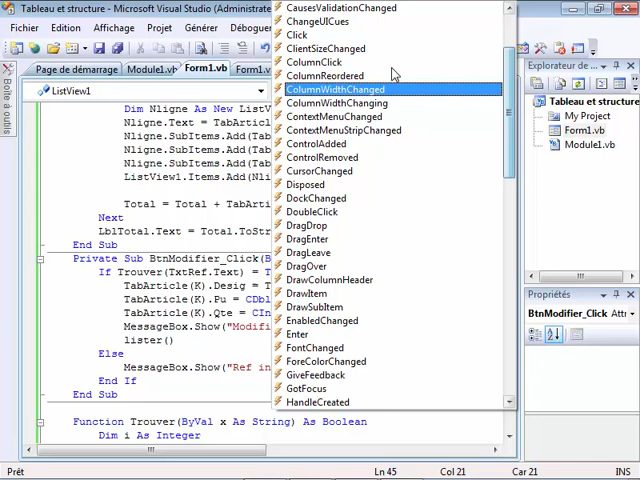 Tableau et structure - Microsoft Visual Studio (Administrate
Fichier Edition Affichage Projet Générer Débogue
Page de démarrage Module1.vb Form1.vb Form1.v
ListView1
Dim Nligne As New ListV
Nligne.Text = TabArtic
Nligne.SubItems.Add(Tab
Nligne.SubItems.Add(Tab
Nligne.SubItems.Add(Tab
ListView1.Items.Add(Nli
Total = Total + TabArti
Next
LblTotal.Text = Total.ToStr
End Sub
Private Sub BtnModifier_Click(B
If Trouver(TxtRef.Text) = T
TabArticle(K).Desig = T
TabArticle(K).Pu = CDbl
TabArticle(K).Qte = CIn
MessageBox.Show("Modif
lister()
Else
MessageBox.Show("Ref in
End If
End Sub
Function Trouver(ByVal x As String) As Boolean
Dim i As Integer
CausesValidationChanged
ChangeUICues
Click
ClientSizeChanged
ColumnClick
ColumnReordered
ColumnWidthChanged
ColumnWidthChanging
ContextMenuChanged
ContextMenuStripChanged
ControlAdded
ControlRemoved
CursorChanged
Disposed
DockChanged
DoubleClick
DragDrop
DragEnter
DragLeave
DragOver
DrawColumnHeader
DrawItem
DrawSubItem
EnabledChanged
Enter
FontChanged
ForeColorChanged
GiveFeedback
GotFocus
HandleCreated
Boîte à outils
Explorateur de ...
Tableau et structure
My Project
Form1.vb
Module1.vb
Propriétés
BtnModifier_Click Attr
Prêt Ln 45 Col 21 Car 21 INS